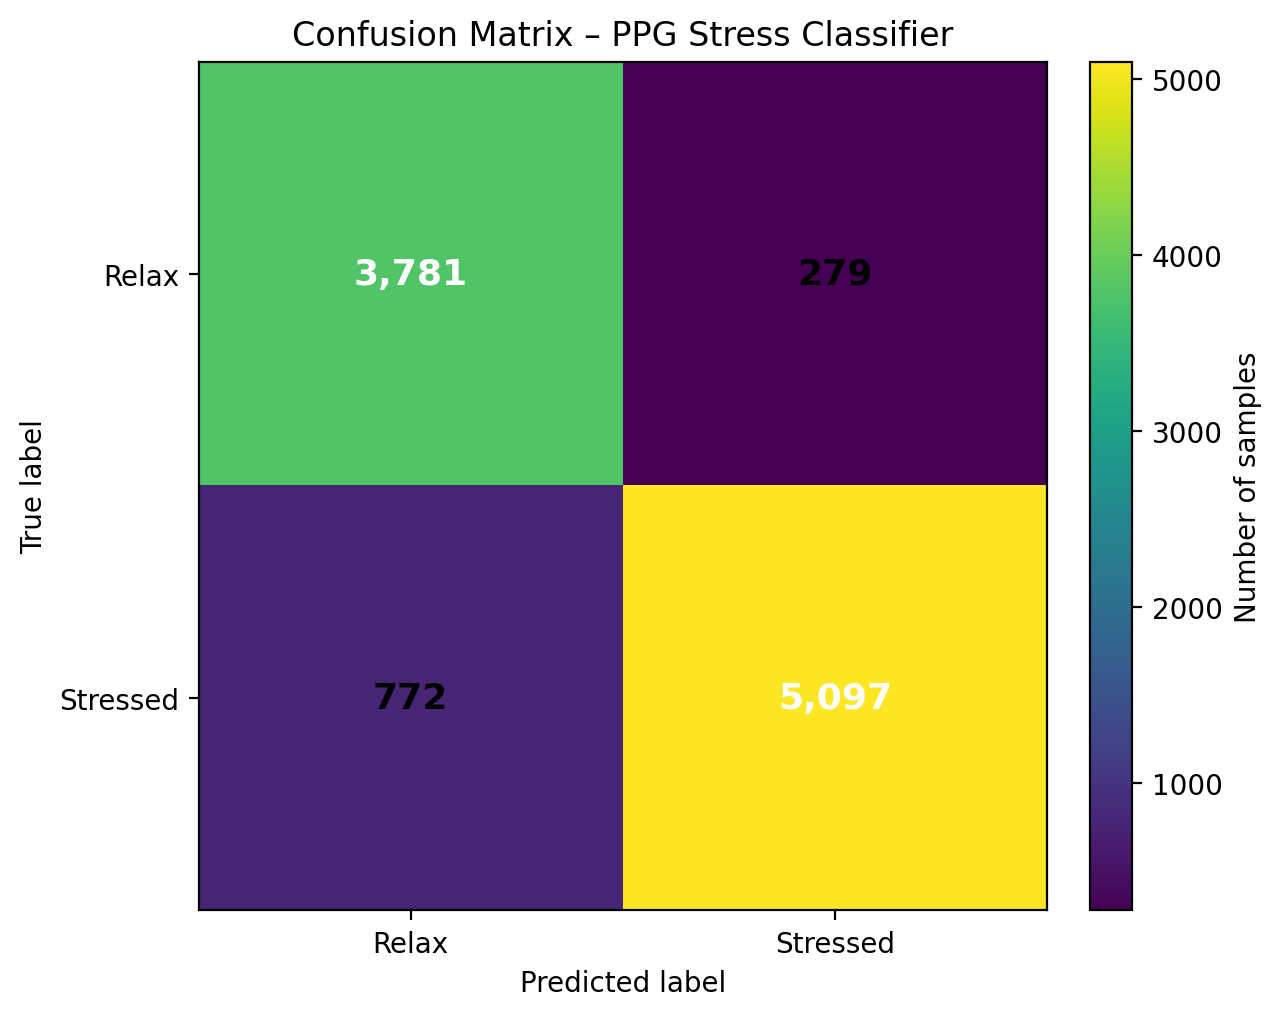 Confusion Matrix – PPG Stress Classifier
True label
Relax
3,781
279
Stressed
772
5,097
Relax
Stressed
Predicted label
5000
4000
3000
2000
1000
Number of samples